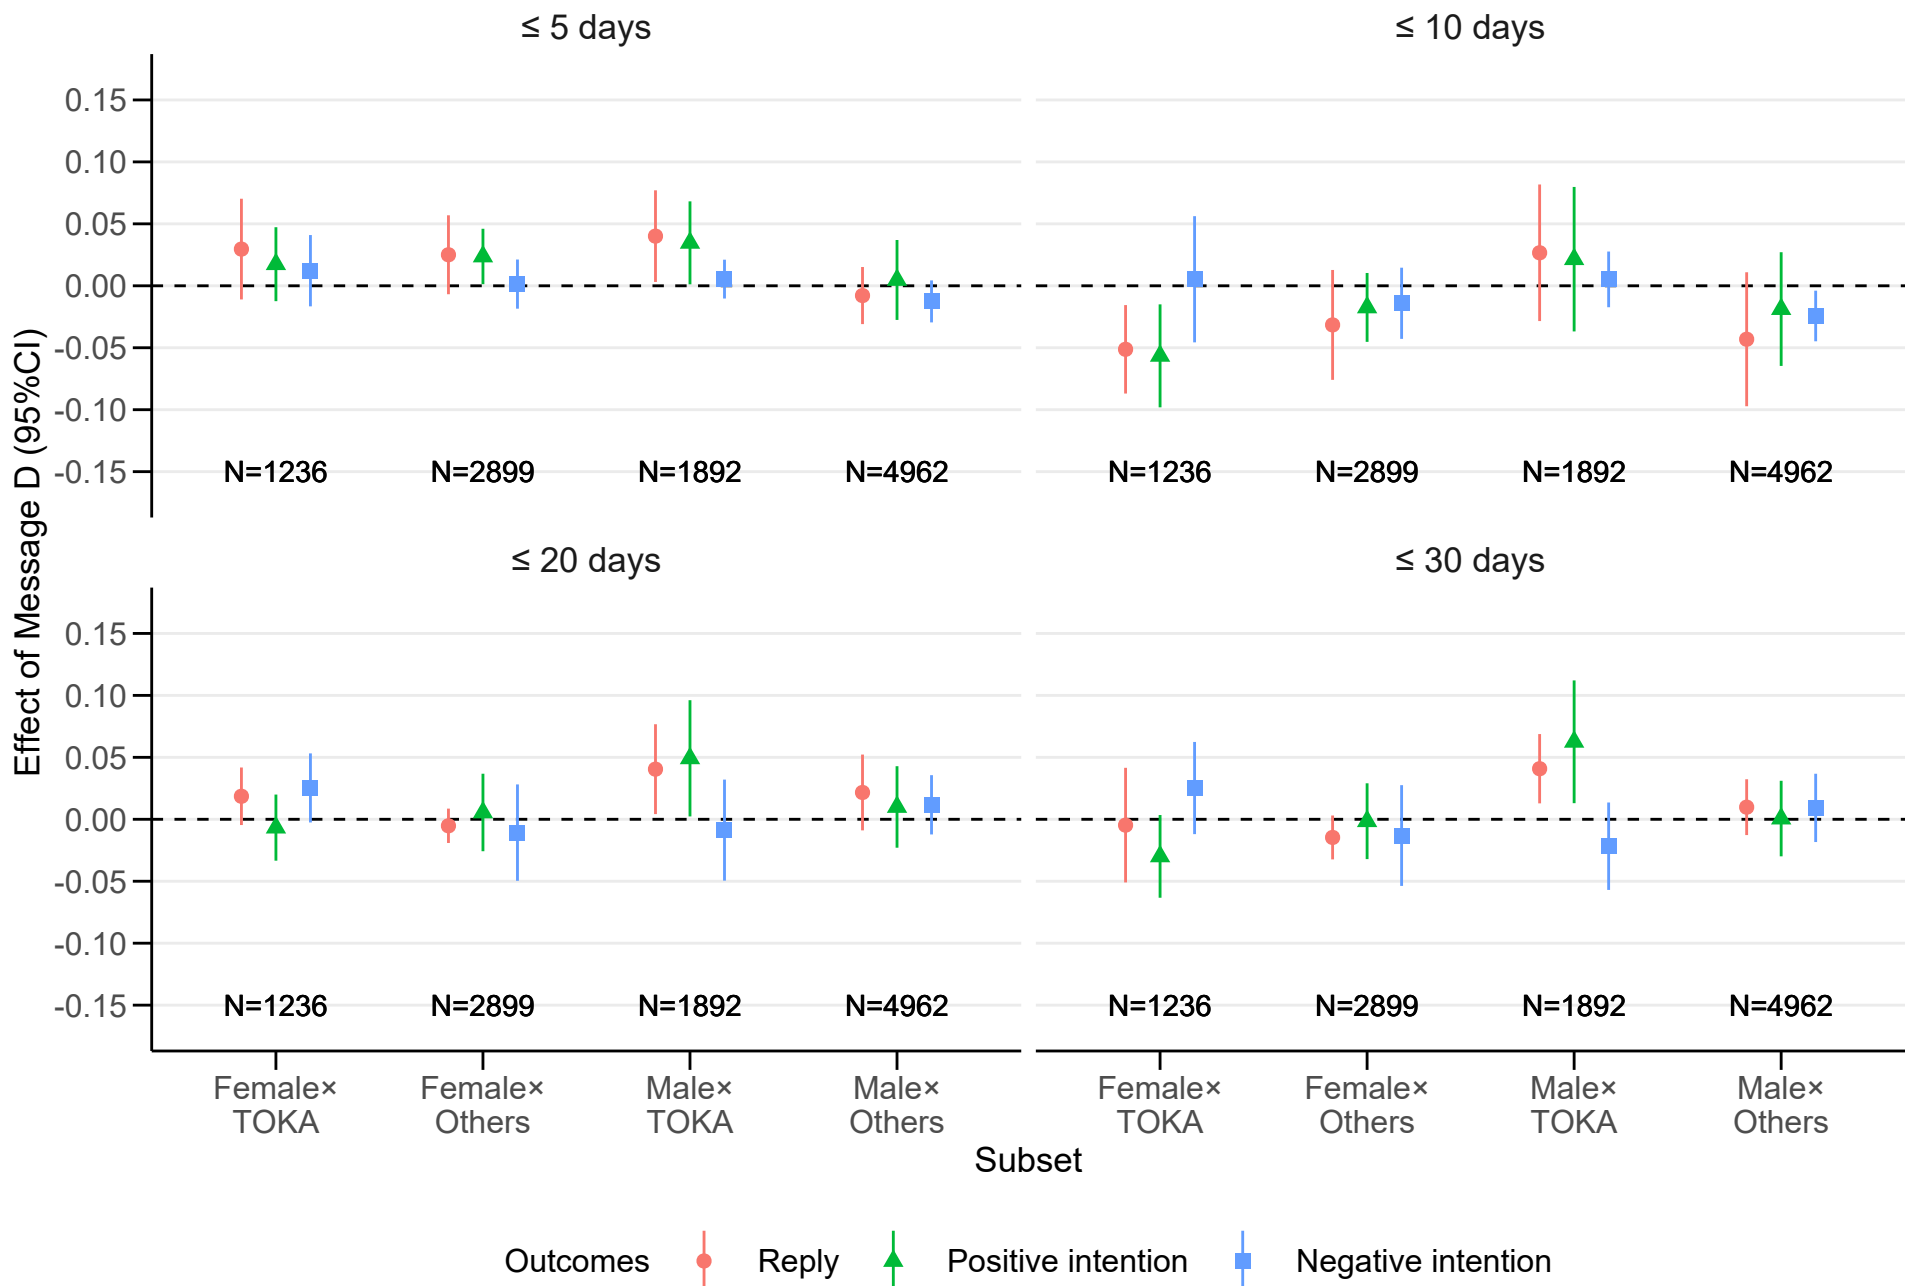 ≤ 5 days
≤ 10 days
0.15
0.10
0.05
0.00
-0.05
-0.10
-0.15
N=1236
N=2899
N=1892
N=4962
N=1236
N=2899
N=1892
N=4962
Effect of Message D (95%CI)
≤ 20 days
≤ 30 days
0.15
0.10
0.05
0.00
-0.05
-0.10
-0.15
N=1236
N=2899
N=1892
N=4962
N=1236
N=2899
N=1892
N=4962
Female×
TOKA
Female×
Others
Male×
TOKA
Male×
Others
Female×
TOKA
Female×
Others
Male×
TOKA
Male×
Others
Subset
Outcomes
Reply
Positive intention
Negative intention